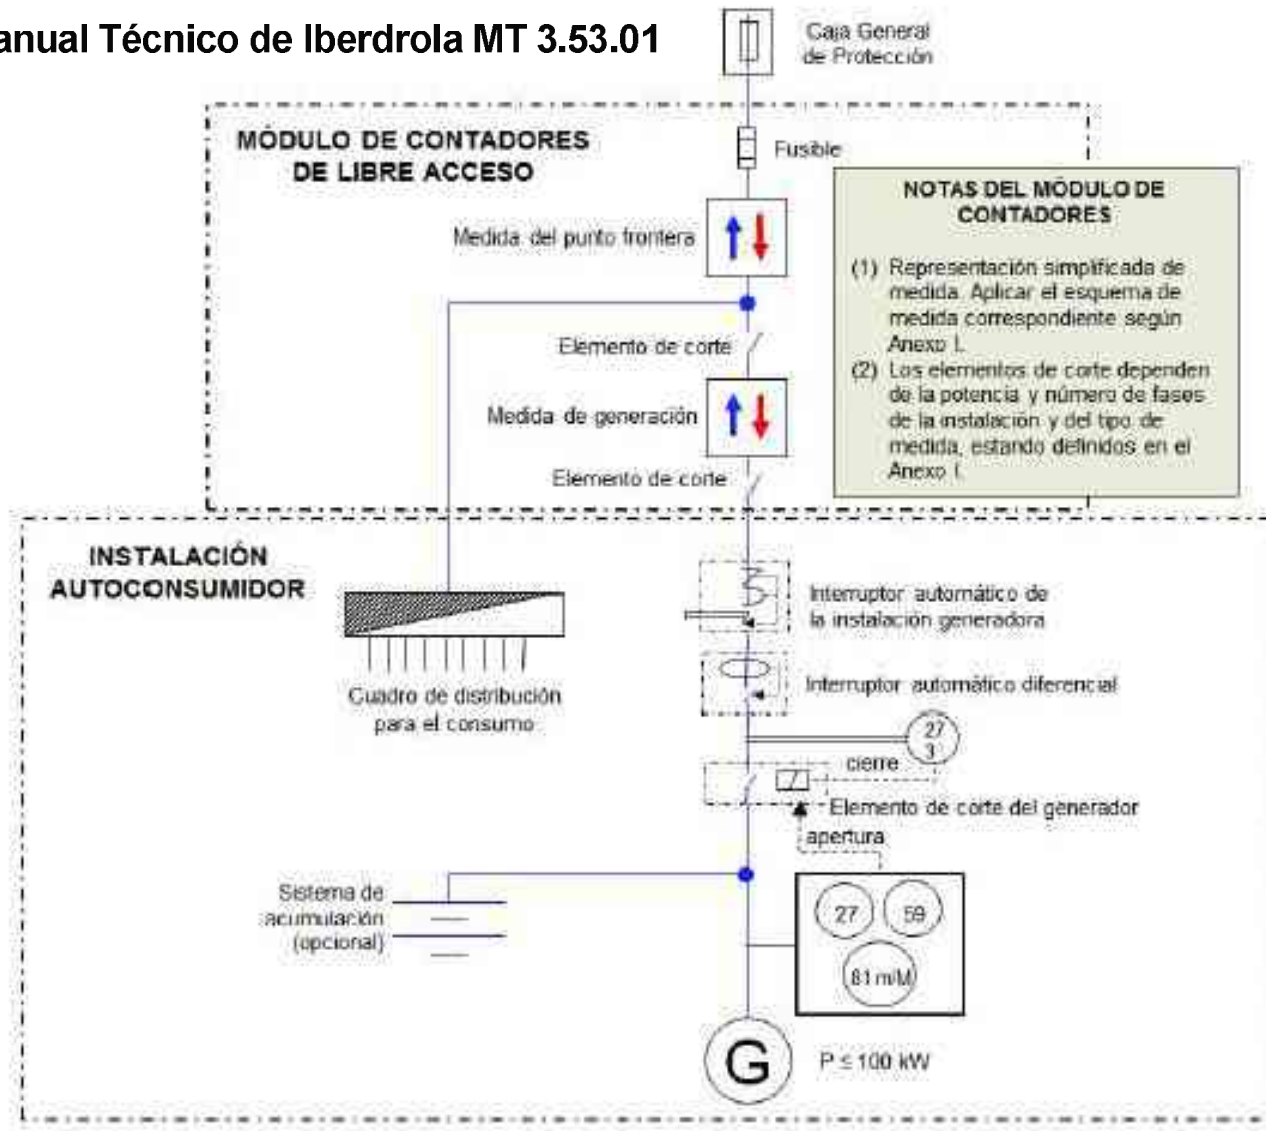 anual Técnico de Iberdrola MT 3.53.01
Caja General
de Protección
MÓDULO DE CONTADORES
DE LIBRE ACCESO
Fusible
Medida del punto frontera
NOTAS DEL MÓDULO DE
CONTADORES
(1) Representación simplificada de
medida. Aplicar el esquema de
medida correspondiente según
Anexo I.
(2) Los elementos de corte dependen
de la potencia y número de fases
de la instalación y del tipo de
medida, estando definidos en el
Anexo I.
Elemento de corte
Medida de generación
Elemento de corte
INSTALACIÓN
AUTOCONSUMIDOR
Interruptor automático de
la instalación generadora
Cuadro de distribución
para el consumo
Interruptor automático diferencial
27
3
cierre
Elemento de corte del generador
apertura
Sistema de
acumulación
(opcional)
27
59
81 m/M
G
P ≤ 100 kW